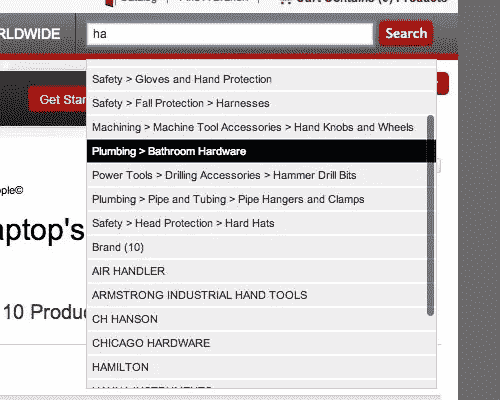 Catalog
Cart Contains (0) Products
RLDWIDE
ha
Search
Get Star
Safety > Gloves and Hand Protection
Safety > Fall Protection > Harnesses
Machining > Machine Tool Accessories > Hand Knobs and Wheels
Plumbing > Bathroom Hardware
Power Tools > Drilling Accessories > Hammer Drill Bits
Plumbing > Pipe and Tubing > Pipe Hangers and Clamps
ople©
Safety > Head Protection > Hard Hats
aptop's
Brand (10)
AIR HANDLER
ARMSTRONG INDUSTRIAL HAND TOOLS
10 Produ
CH HANSON
CHICAGO HARDWARE
HAMILTON